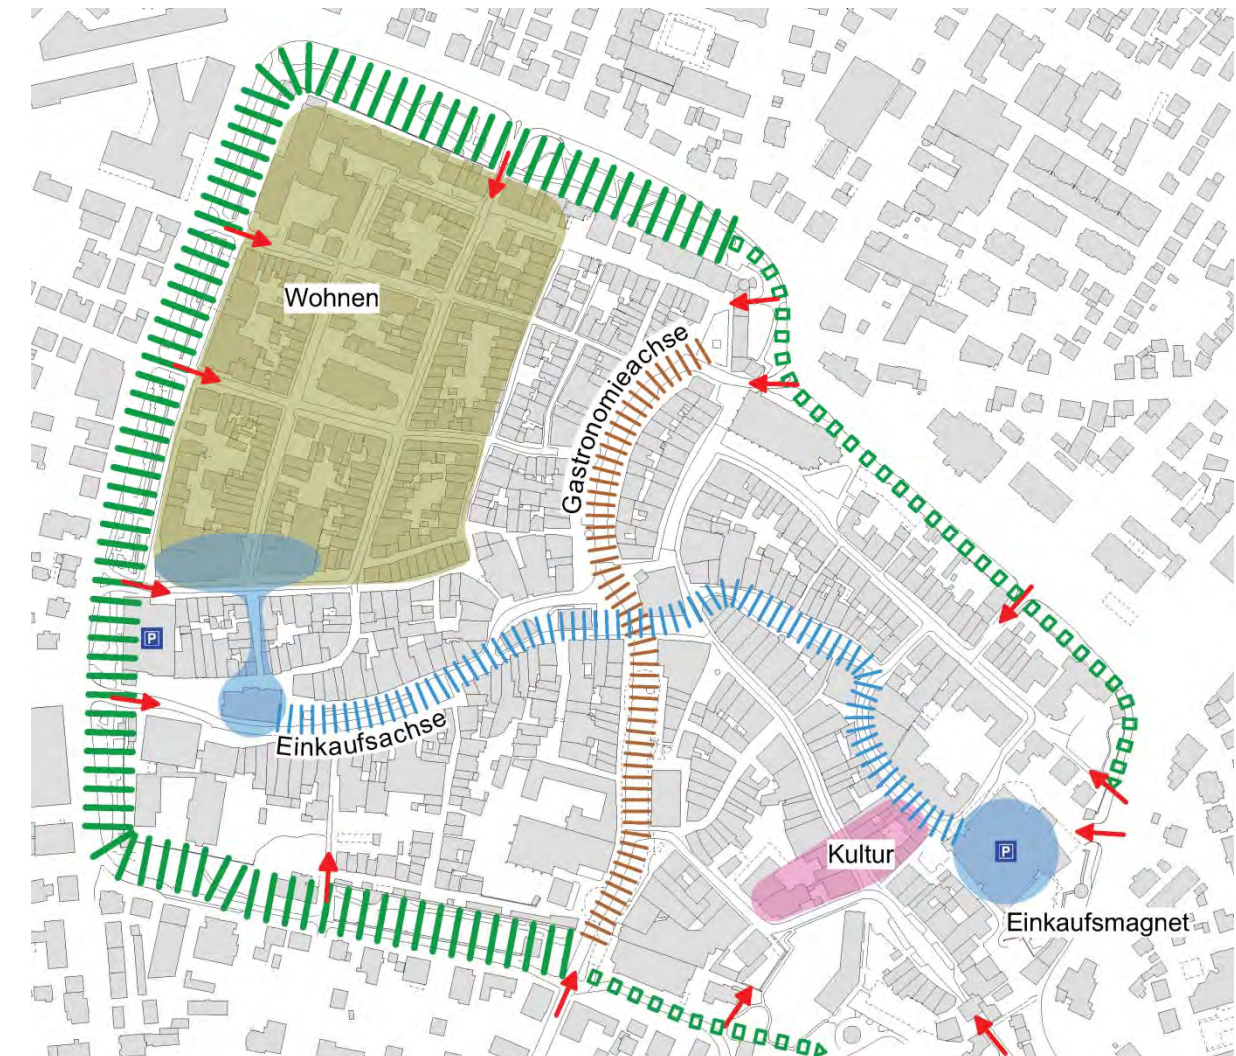 Wohnen
Gastronomieachse
P
Einkaufsachse
Kultur
P
Einkaufsmagnet